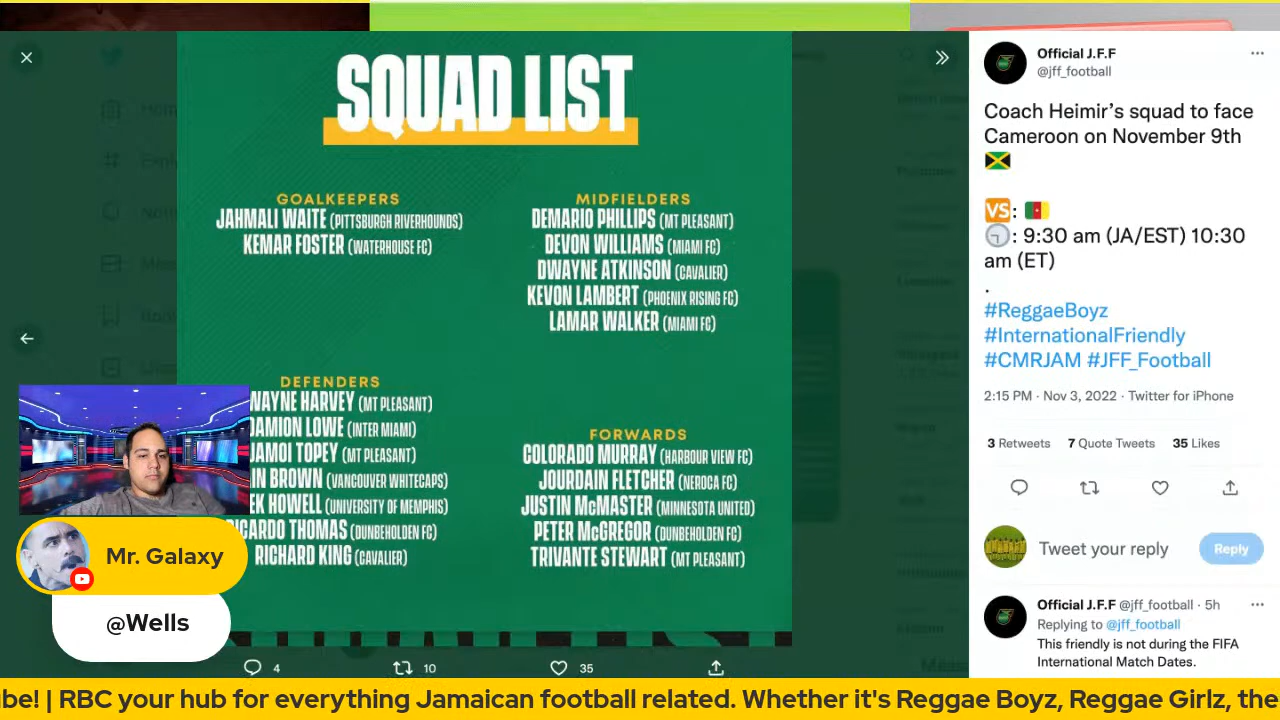 SQUAD LIST
GOALKEEPERS
JAHMALI WAITE (PITTSBURGH RIVERHOUNDS)
KEMAR FOSTER (WATERHOUSE FC)
MIDFIELDERS
DEMARIO PHILLIPS (MT PLEASANT)
DEVON WILLIAMS (MIAMI FC)
DWAYNE ATKINSON (CAVALIER)
KEVON LAMBERT (PHOENIX RISING FC)
LAMAR WALKER (MIAMI FC)
DEFENDERS
WAYNE HARVEY (MT PLEASANT)
DAMION LOWE (INTER MIAMI)
JAMOI TOPEY (MT PLEASANT)
IN BROWN (VANCOUVER WHITECAPS)
EK HOWELL (UNIVERSITY OF MEMPHIS)
RICARDO THOMAS (DUNBEHOLDEN FC)
RICHARD KING (CAVALIER)
FORWARDS
COLORADO MURRAY (HARBOUR VIEW FC)
JOURDAIN FLETCHER (NEROCA FC)
JUSTIN McMASTER (MINNESOTA UNITED)
PETER McGREGOR (DUNBEHOLDEN FC)
TRIVANTE STEWART (MT PLEASANT)
4
10
35
Official J.F.F
@jff_football
Coach Heimir's squad to face
Cameroon on November 9th
VS:
: 9:30 am (JA/EST) 10:30
am (ET)
.
#ReggaeBoyz
#InternationalFriendly
#CMRJAM #JFF_Football
2:15 PM · Nov 3, 2022 · Twitter for iPhone
3 Retweets 7 Quote Tweets 35 Likes
Tweet your reply
Reply
Official J.F.F @jff_football · 5h
Replying to @jff_football
This friendly is not during the FIFA
International Match Dates.
Mr. Galaxy
@Wells
ube! | RBC your hub for everything Jamaican football related. Whether it's Reggae Boyz, Reggae Girlz, the